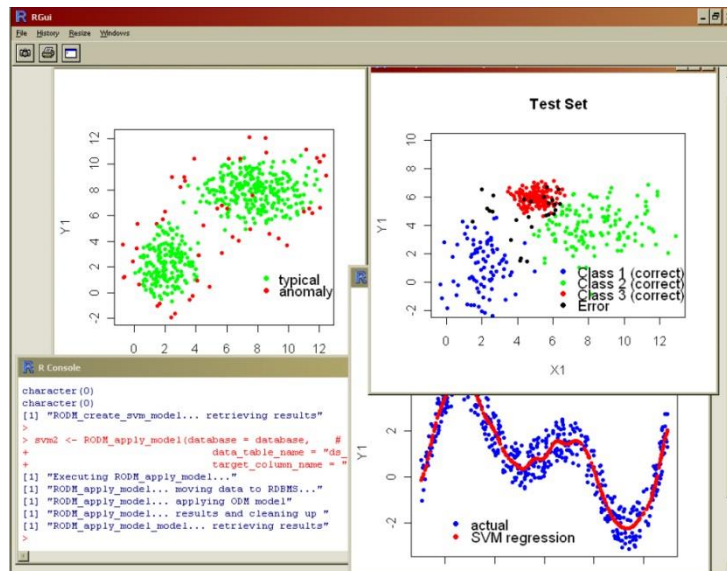 RGui
File History Resize Windows
12
10
8
6
4
2
0
-2
Y1
typical
anomaly
0 2 4 6 8 10 12
Test Set
10
8
6
4
2
0
-2
Y1
Class 1 (correct)
Class 2 (correct)
Class 3 (correct)
Error
0 2 4 6 8 10 12
X1
R Console
character(0)
character(0)
[1] "RODM_create_svm_model... retrieving results"
>
> svm2 <- RODM_apply_model(database = database, #
+ data_table_name = "ds_
+ target_column_name = "
[1] "Executing RODM_apply_model..."
[1] "RODM_apply_model... moving data to RDBMS..."
[1] "RODM_apply_model... applying ODM model"
[1] "RODM_apply_model... results and cleaning up "
[1] "RODM_apply_model_model... retrieving results"
>
Y1
2
0
-2
actual
SVM regression